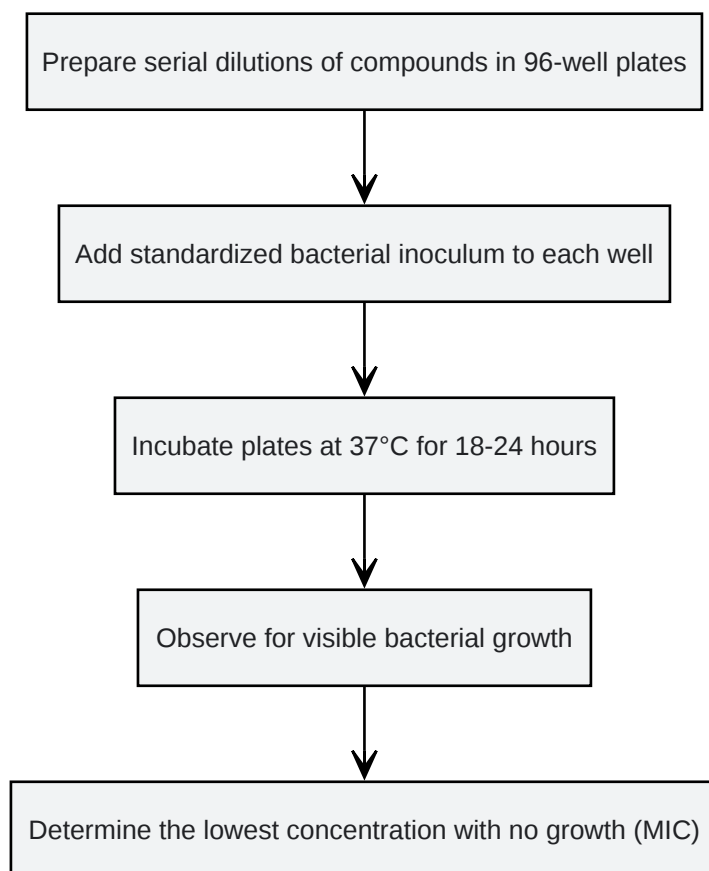 Prepare serial dilutions of compounds in 96-well plates
Add standardized bacterial inoculum to each well
Incubate plates at 37°C for 18-24 hours
Observe for visible bacterial growth
Determine the lowest concentration with no growth (MIC)